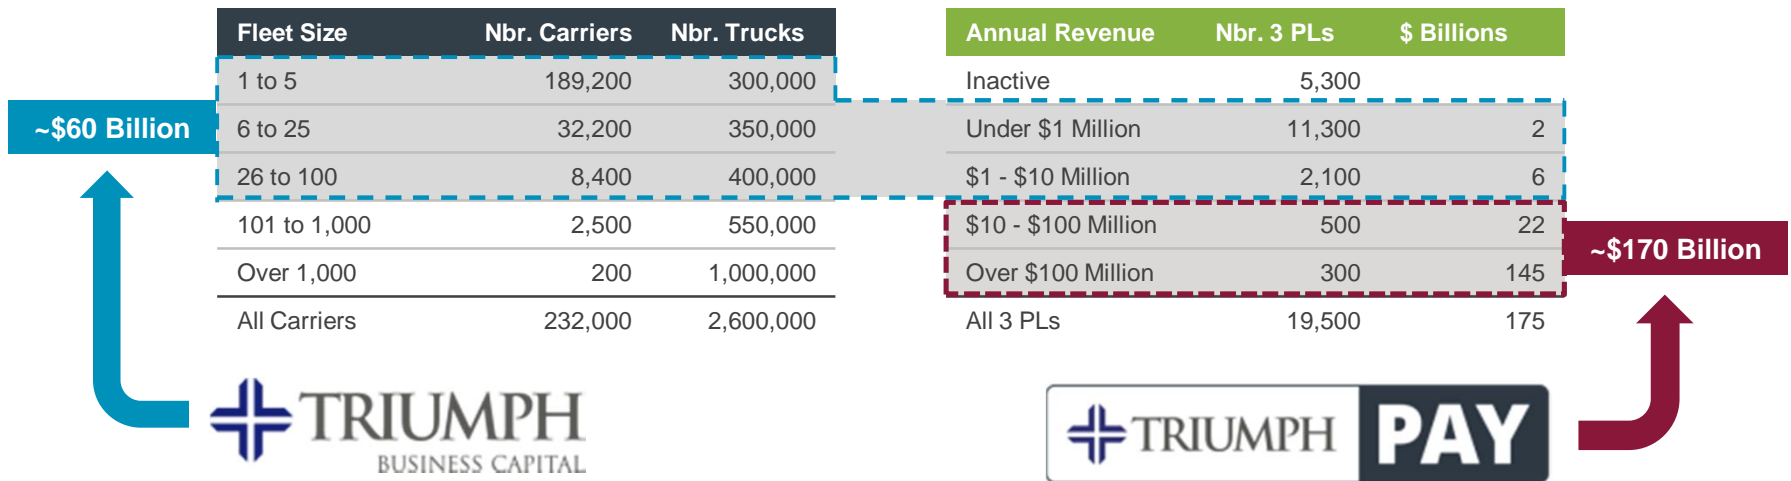 Fleet Size Nbr. Carriers Nbr. Trucks
1 to 5 189,200 300,000
6 to 25 32,200 350,000
26 to 100 8,400 400,000
101 to 1,000 2,500 550,000
Over 1,000 200 1,000,000
All Carriers 232,000 2,600,000
~$60 Billion
Annual Revenue Nbr. 3 PLs $ Billions
Inactive 5,300
Under $1 Million 11,300 2
$1 - $10 Million 2,100 6
$10 - $100 Million 500 22
Over $100 Million 300 145
All 3 PLs 19,500 175
~$170 Billion
TRIUMPH
BUSINESS CAPITAL
TRIUMPH PAY